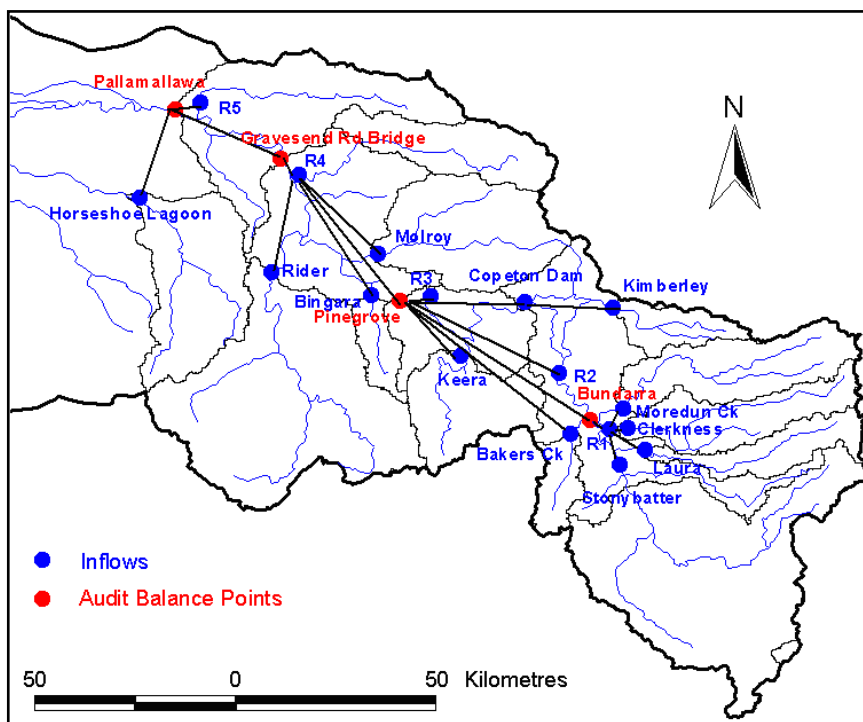 Pallamallawa
R5
N
Gravesend Rd Bridge
R4
Horseshoe Lagoon
Molroy
Rider
R3
Copeton Dam
Kimberley
Bingara
Pinegrove
Keera
R2
Bundarra
Moredun Ck
Clerkness
R1
Bakers Ck
Laura
Stonybatter
Inflows
Audit Balance Points
50 0 50 Kilometres